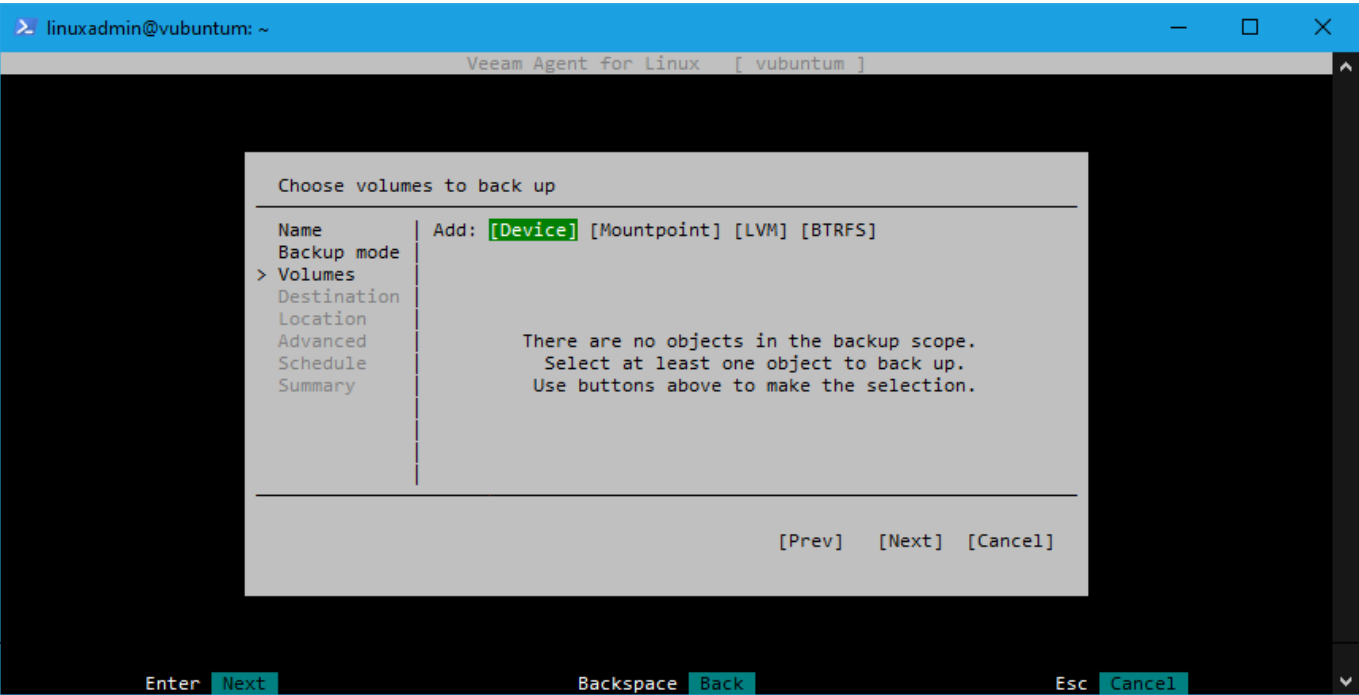 linuxadmin@vubuntum: ~
Veeam Agent for Linux [ vubuntum ]
Choose volumes to back up
Name
Backup mode
> Volumes
Destination
Location
Advanced
Schedule
Summary
Add: [Device] [Mountpoint] [LVM] [BTRFS]
There are no objects in the backup scope.
Select at least one object to back up.
Use buttons above to make the selection.
[Prev] [Next] [Cancel]
Enter Next Backspace Back Esc Cancel